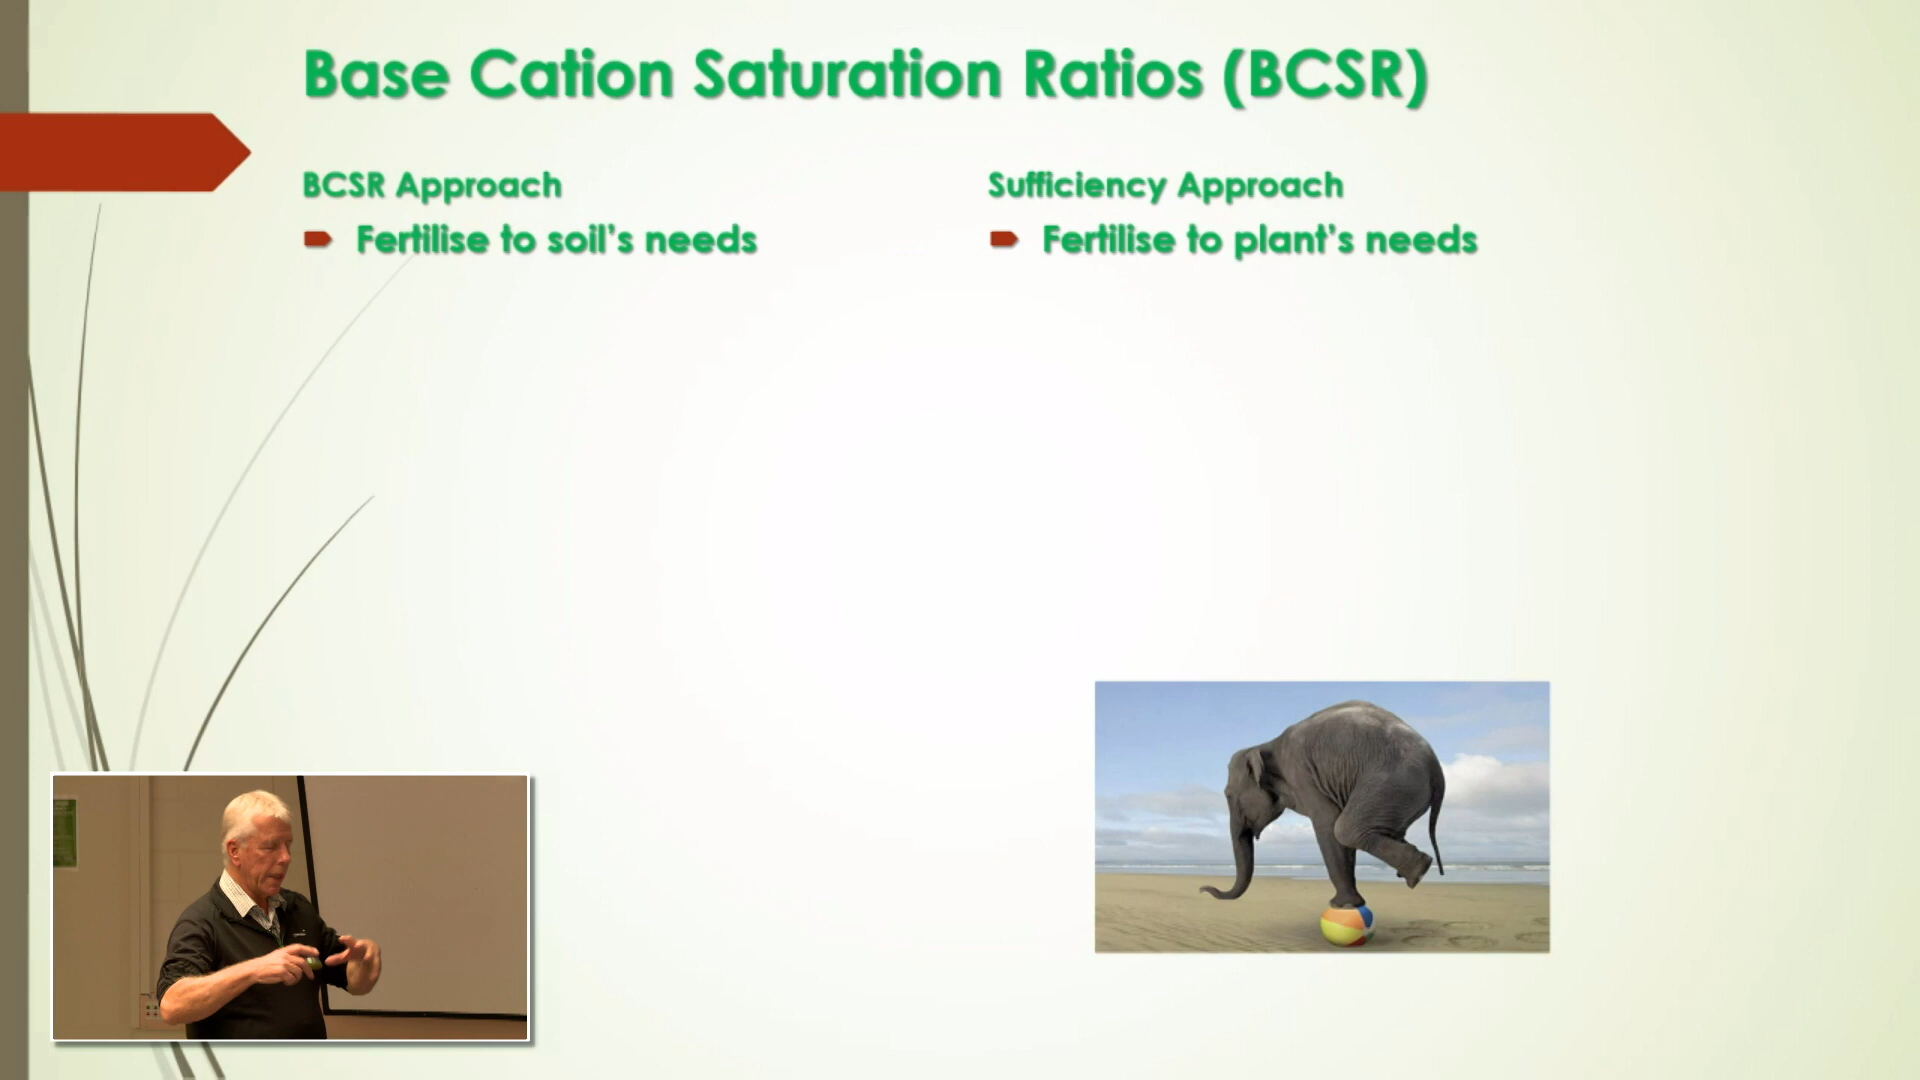 Base Cation Saturation Ratios (BCSR)
BCSR Approach
Fertilise to soil's needs
Sufficiency Approach
Fertilise to plant's needs